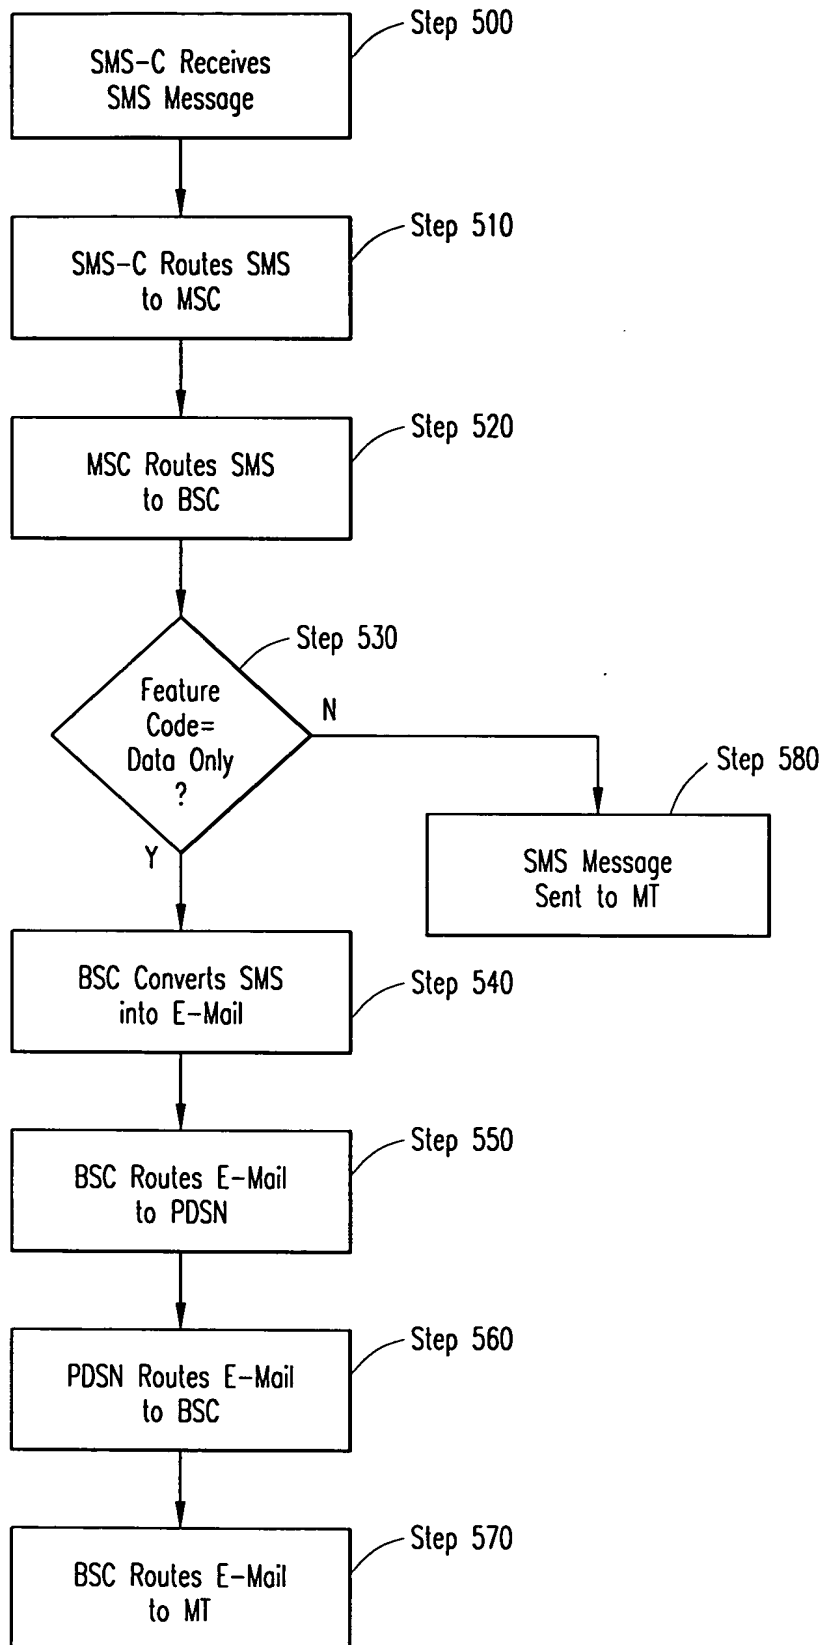 Step 500
SMS-C Receives
SMS Message
Step 510
SMS-C Routes SMS
to MSC
Step 520
MSC Routes SMS
to BSC
Step 530
Feature
Code=
Data Only
?
N
Y
Step 580
SMS Message
Sent to MT
Step 540
BSC Converts SMS
into E-Mail
Step 550
BSC Routes E-Mail
to PDSN
Step 560
PDSN Routes E-Mail
to BSC
Step 570
BSC Routes E-Mail
to MT